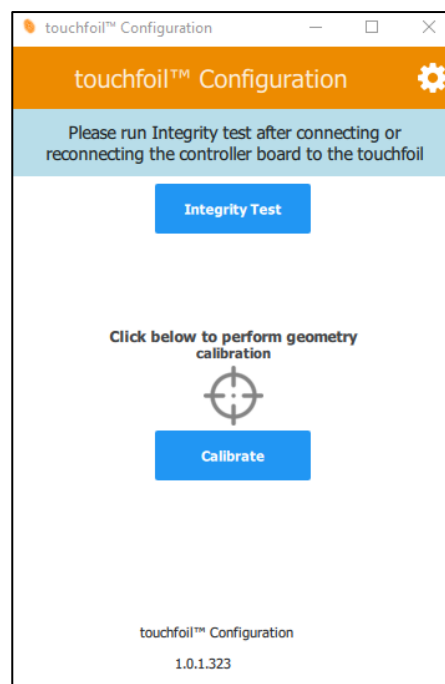 touchfoil™ Configuration
touchfoil™ Configuration
Please run Integrity test after connecting or
reconnecting the controller board to the touchfoil
Integrity Test
Click below to perform geometry
calibration
Calibrate
touchfoil™ Configuration
1.0.1.323